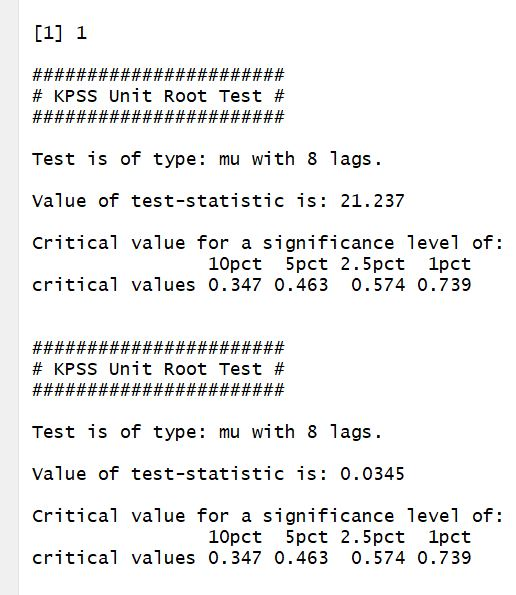 [1] 1
#######################
# KPSS Unit Root Test #
#######################
Test is of type: mu with 8 lags.
Value of test-statistic is: 21.237
Critical value for a significance level of:
                10pct  5pct 2.5pct  1pct
critical values 0.347 0.463  0.574 0.739
#######################
# KPSS Unit Root Test #
#######################
Test is of type: mu with 8 lags.
Value of test-statistic is: 0.0345
Critical value for a significance level of:
                10pct  5pct 2.5pct  1pct
critical values 0.347 0.463  0.574 0.739